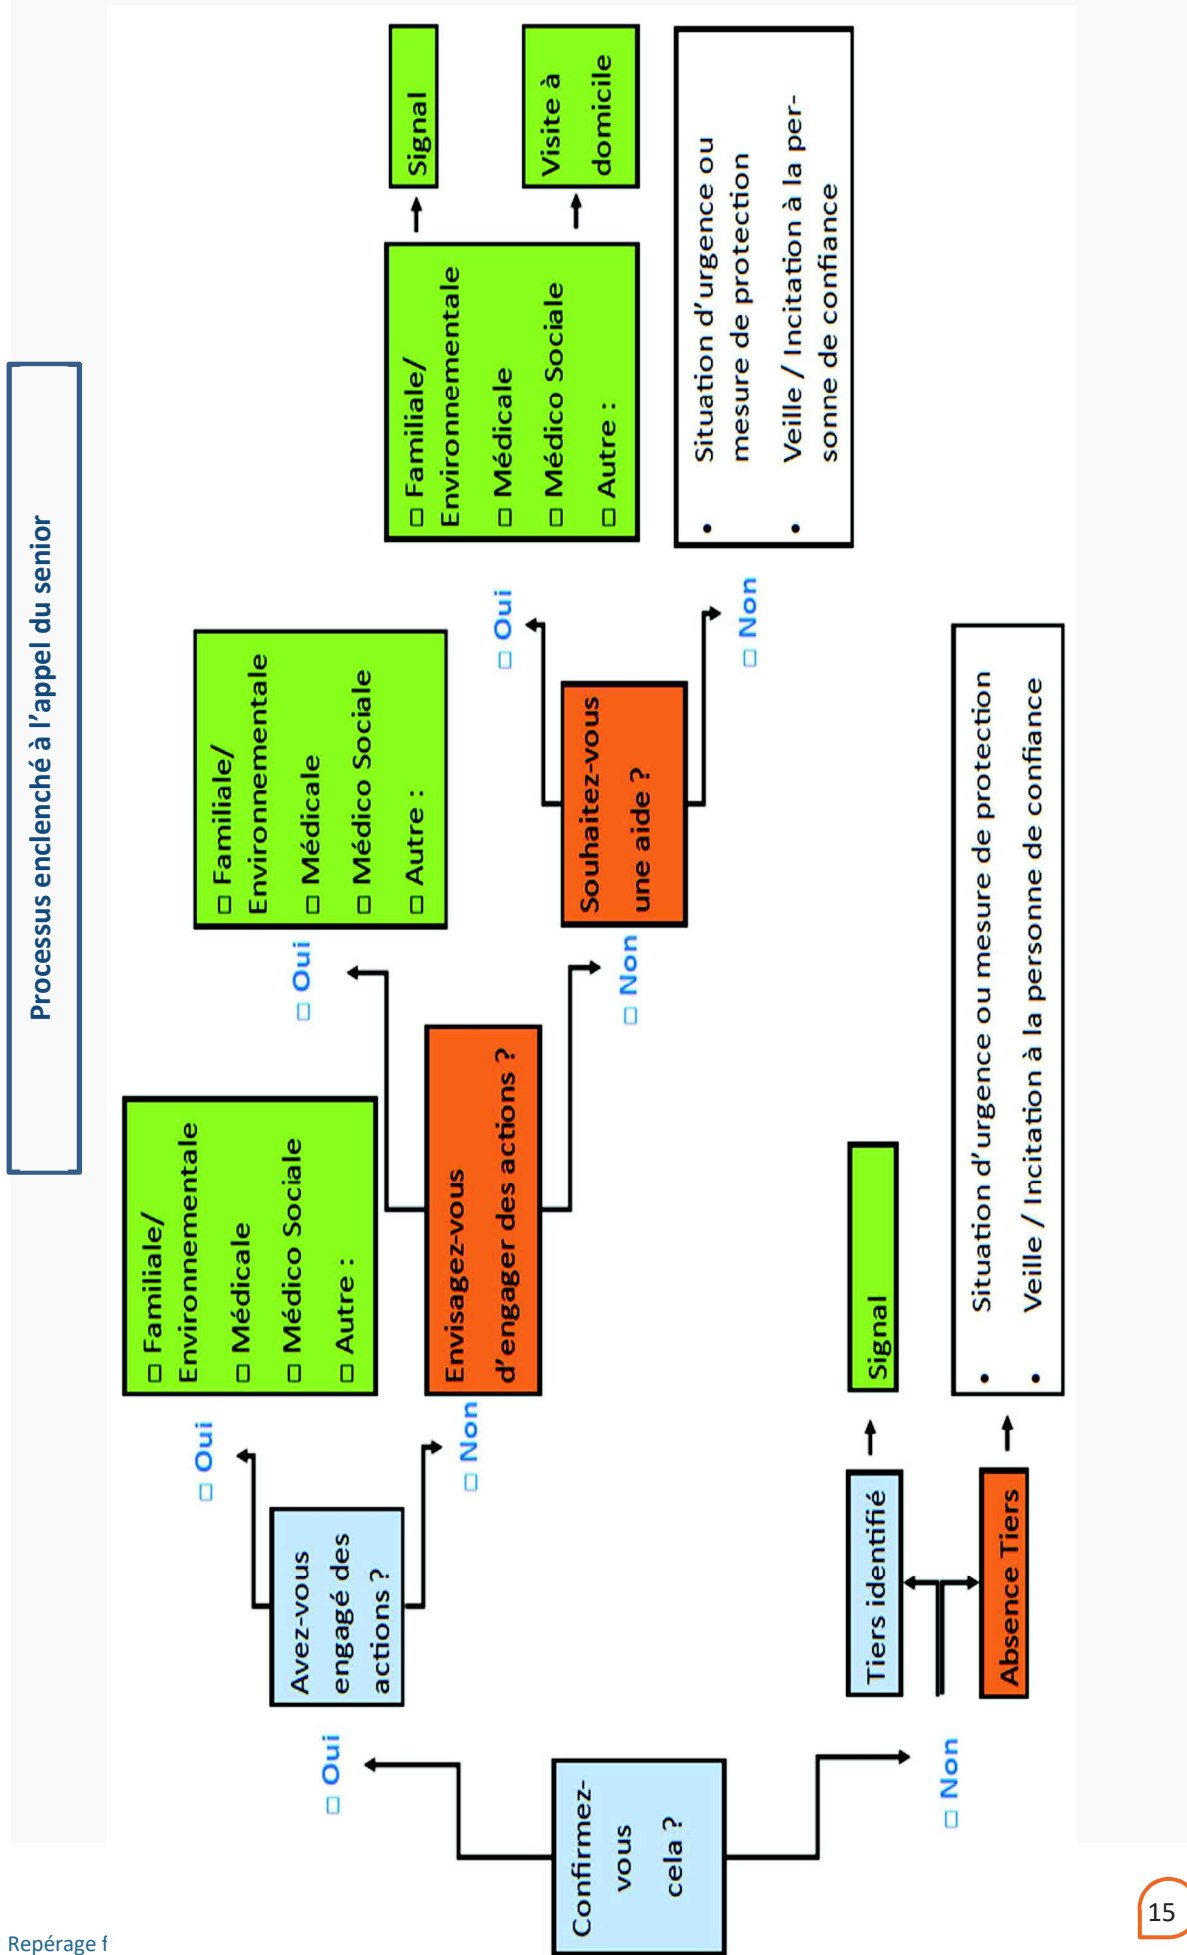 Processus enclenché à l'appel du senior
Confirmez-
vous
cela ?
□ Oui
Avez-vous
engagé des
actions ?
□ Oui
□ Familiale/
Environnementale
□ Médicale
□ Médico Sociale
□ Autre :
□ Non
Envisagez-vous
d'engager des actions ?
□ Oui
□ Familiale/
Environnementale
□ Médicale
□ Médico Sociale
□ Autre :
□ Non
Souhaitez-vous
une aide ?
□ Oui
□ Familiale/
Environnementale
□ Médicale
□ Médico Sociale
□ Autre :
Signal
Visite à
domicile
□ Non
• Situation d'urgence ou
mesure de protection
• Veille / Incitation à la per-
sonne de confiance
□ Non
Tiers identifié
Signal
Absence Tiers
• Situation d'urgence ou mesure de protection
• Veille / Incitation à la personne de confiance
Repérage f
15